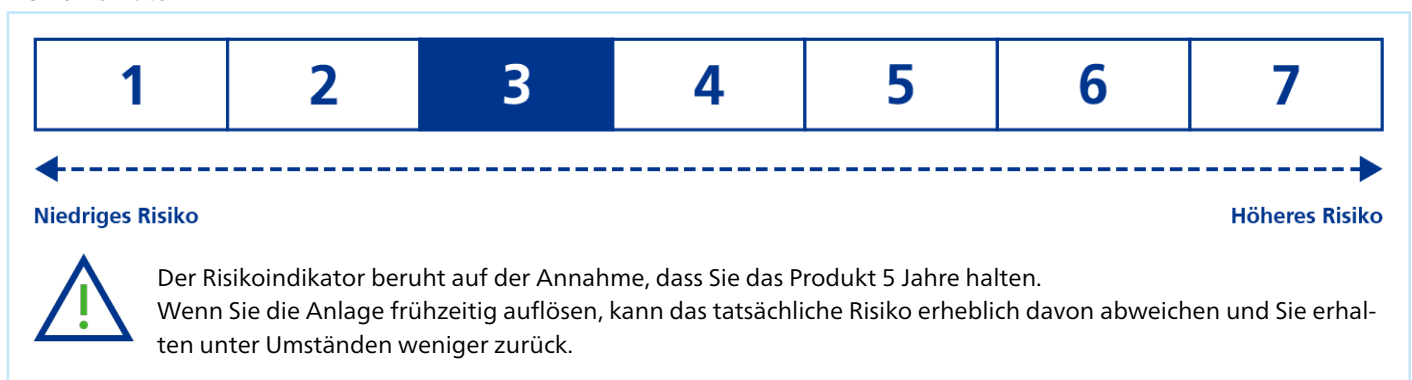 1 2 3 4 5 6 7
Niedriges Risiko Höheres Risiko
Der Risikoindikator beruht auf der Annahme, dass Sie das Produkt 5 Jahre halten.
Wenn Sie die Anlage frühzeitig auflösen, kann das tatsächliche Risiko erheblich davon abweichen und Sie erhal-
ten unter Umständen weniger zurück.